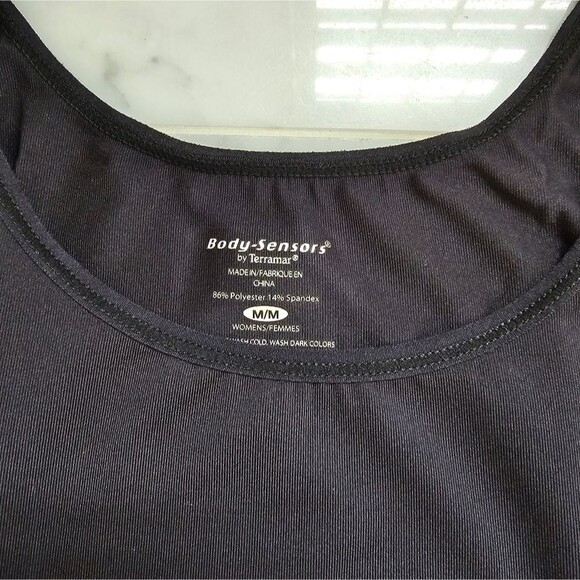 Body-Sensors®
by Terramar®
MADE IN/FABRIQUE EN
CHINA
86% Polyester 14% Spandex
M/M
WOMENS/FEMMES
WASH COLD, WASH DARK COLORS